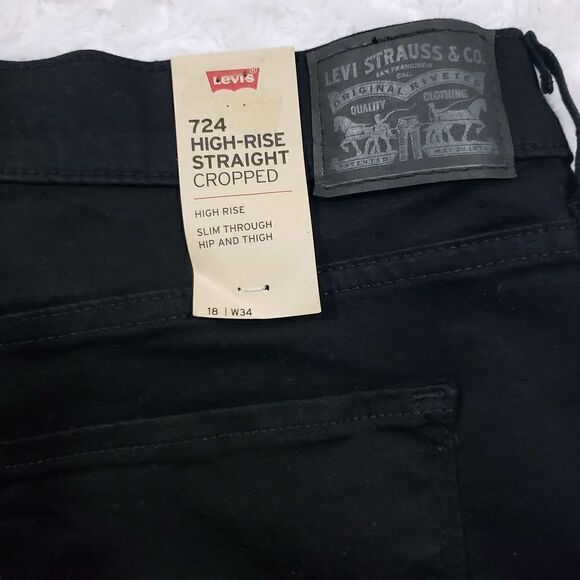 Levi's
724
HIGH-RISE
STRAIGHT
CROPPED
HIGH RISE
SLIM THROUGH
HIP AND THIGH
18 | W34
LEVI STRAUSS & CO.
SAN FRANCISCO
CAL.
ORIGINAL RIVETED
QUALITY CLOTHING